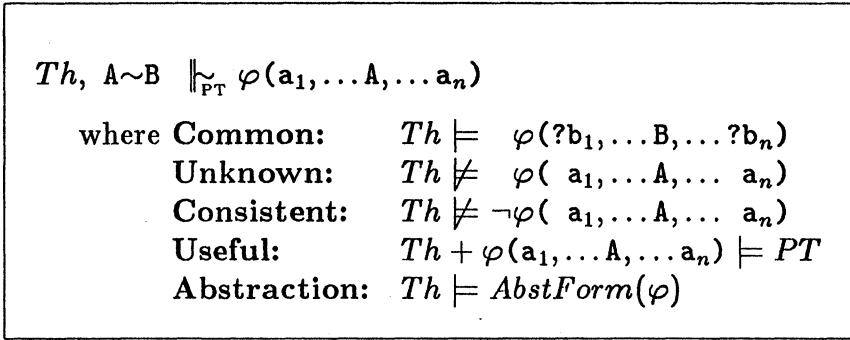 Th, A∼B |∼PT φ(a₁,...A,...aₙ)
where Common: Th ⊨ φ(?b₁,...B,...?bₙ)
Unknown: Th ⊭ φ( a₁,...A,... aₙ)
Consistent: Th ⊭ ¬φ( a₁,...A,... aₙ)
Useful: Th + φ(a₁,...A,...aₙ) ⊨ PT
Abstraction: Th ⊨ AbstForm(φ)